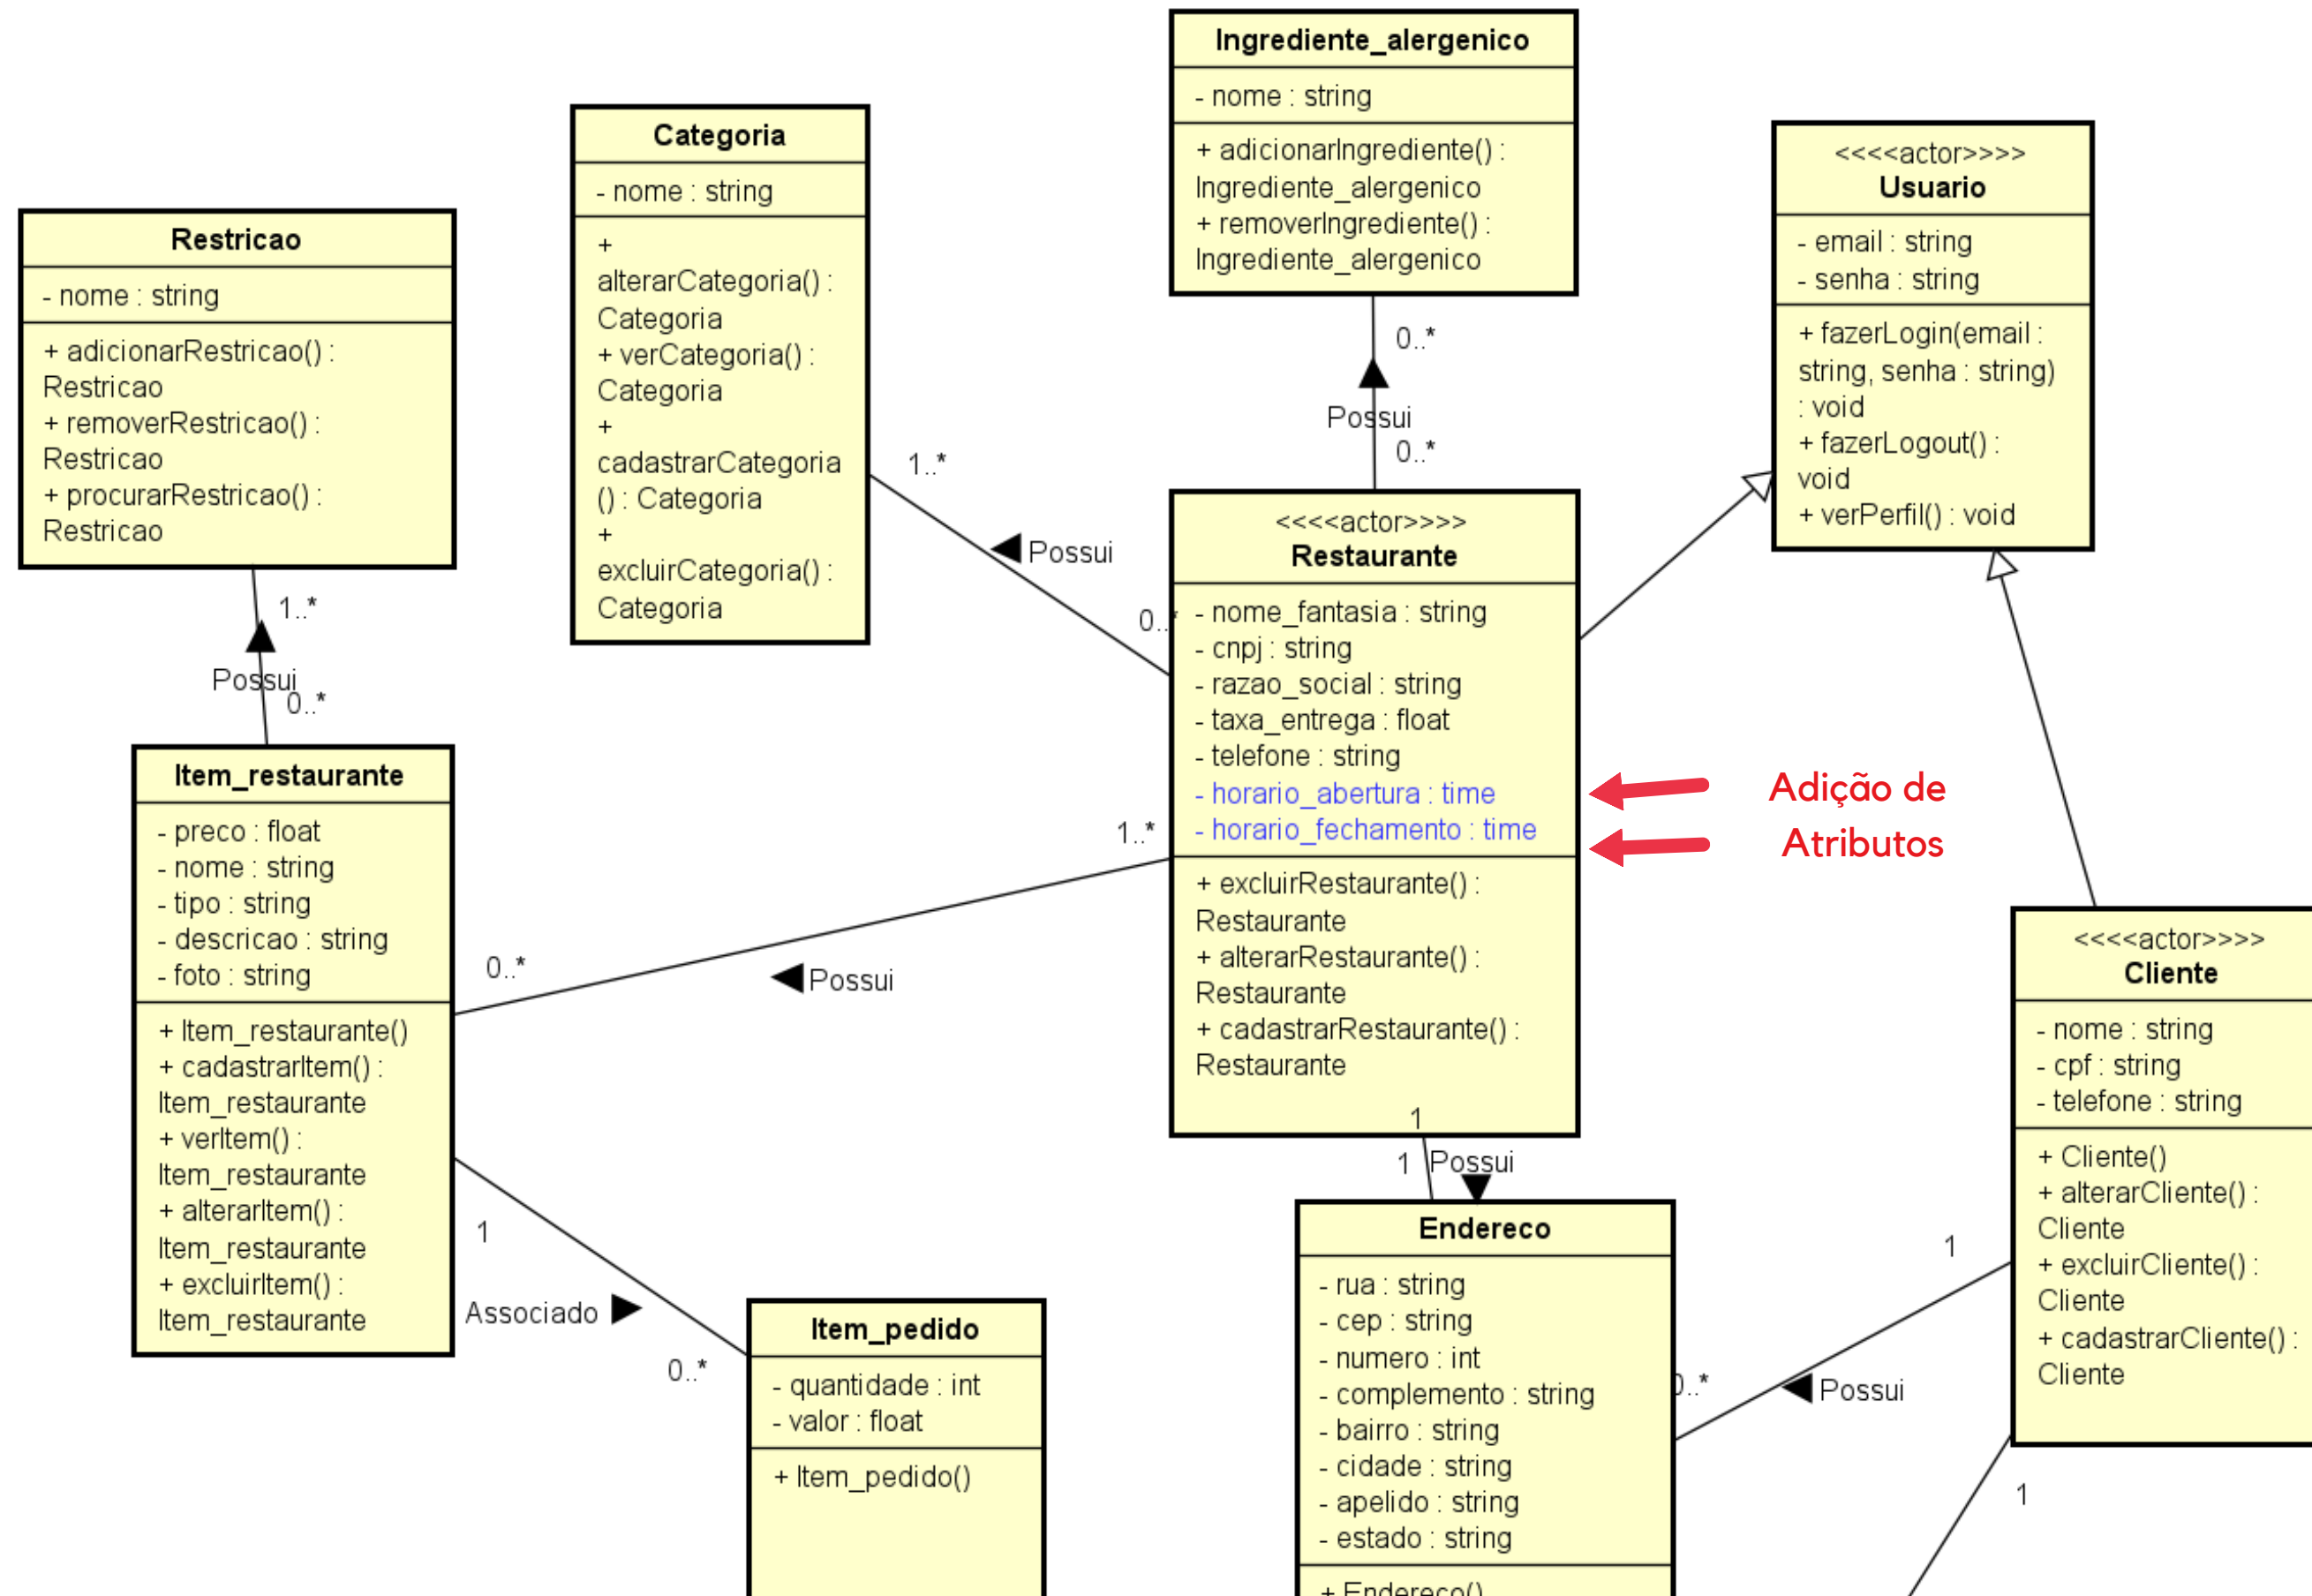 Ingrediente_alergenico
- nome : string
+ adicionarIngrediente() :
Ingrediente_alergenico
+ removerIngrediente() :
Ingrediente_alergenico
Categoria
- nome : string
+
alterarCategoria() :
Categoria
+ verCategoria() :
Categoria
+
cadastrarCategoria
() : Categoria
+
excluirCategoria() :
Categoria
<<<<actor>>>>
Usuario
- email : string
- senha : string
+ fazerLogin(email :
string, senha : string)
: void
+ fazerLogout() :
void
+ verPerfil() : void
Restricao
- nome : string
+ adicionarRestricao() :
Restricao
+ removerRestricao() :
Restricao
+ procurarRestricao() :
Restricao
0..*
Possui
0..*
1..*
Possui
0..*
1..*
Possui
0..*
<<<<actor>>>>
Restaurante
- nome_fantasia : string
- cnpj : string
- razao_social : string
- taxa_entrega : float
- telefone : string
- horario_abertura : time
- horario_fechamento : time
+ excluirRestaurante() :
Restaurante
+ alterarRestaurante() :
Restaurante
+ cadastrarRestaurante() :
Restaurante
Adição de
Atributos
Item_restaurante
- preco : float
- nome : string
- tipo : string
- descricao : string
- foto : string
+ Item_restaurante()
+ cadastrarItem() :
Item_restaurante
+ verItem() :
Item_restaurante
+ alterarItem() :
Item_restaurante
+ excluirItem() :
Item_restaurante
1..*
0..*
Possui
<<<<actor>>>>
Cliente
- nome : string
- cpf : string
- telefone : string
+ Cliente()
+ alterarCliente() :
Cliente
+ excluirCliente() :
Cliente
+ cadastrarCliente() :
Cliente
1
1 Possui
Endereco
- rua : string
- cep : string
- numero : int
- complemento : string
- bairro : string
- cidade : string
- apelido : string
- estado : string
+ Endereco()
1
0..*
Possui
1
1
Associado
0..*
Item_pedido
- quantidade : int
- valor : float
+ Item_pedido()